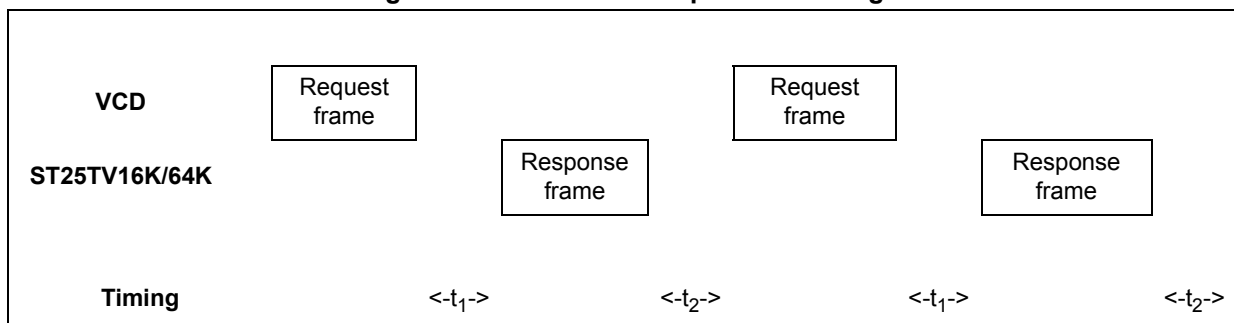 VCD
Request
frame
Request
frame
ST25TV16K/64K
Response
frame
Response
frame
Timing
<-t₁->
<-t₂->
<-t₁->
<-t₂->